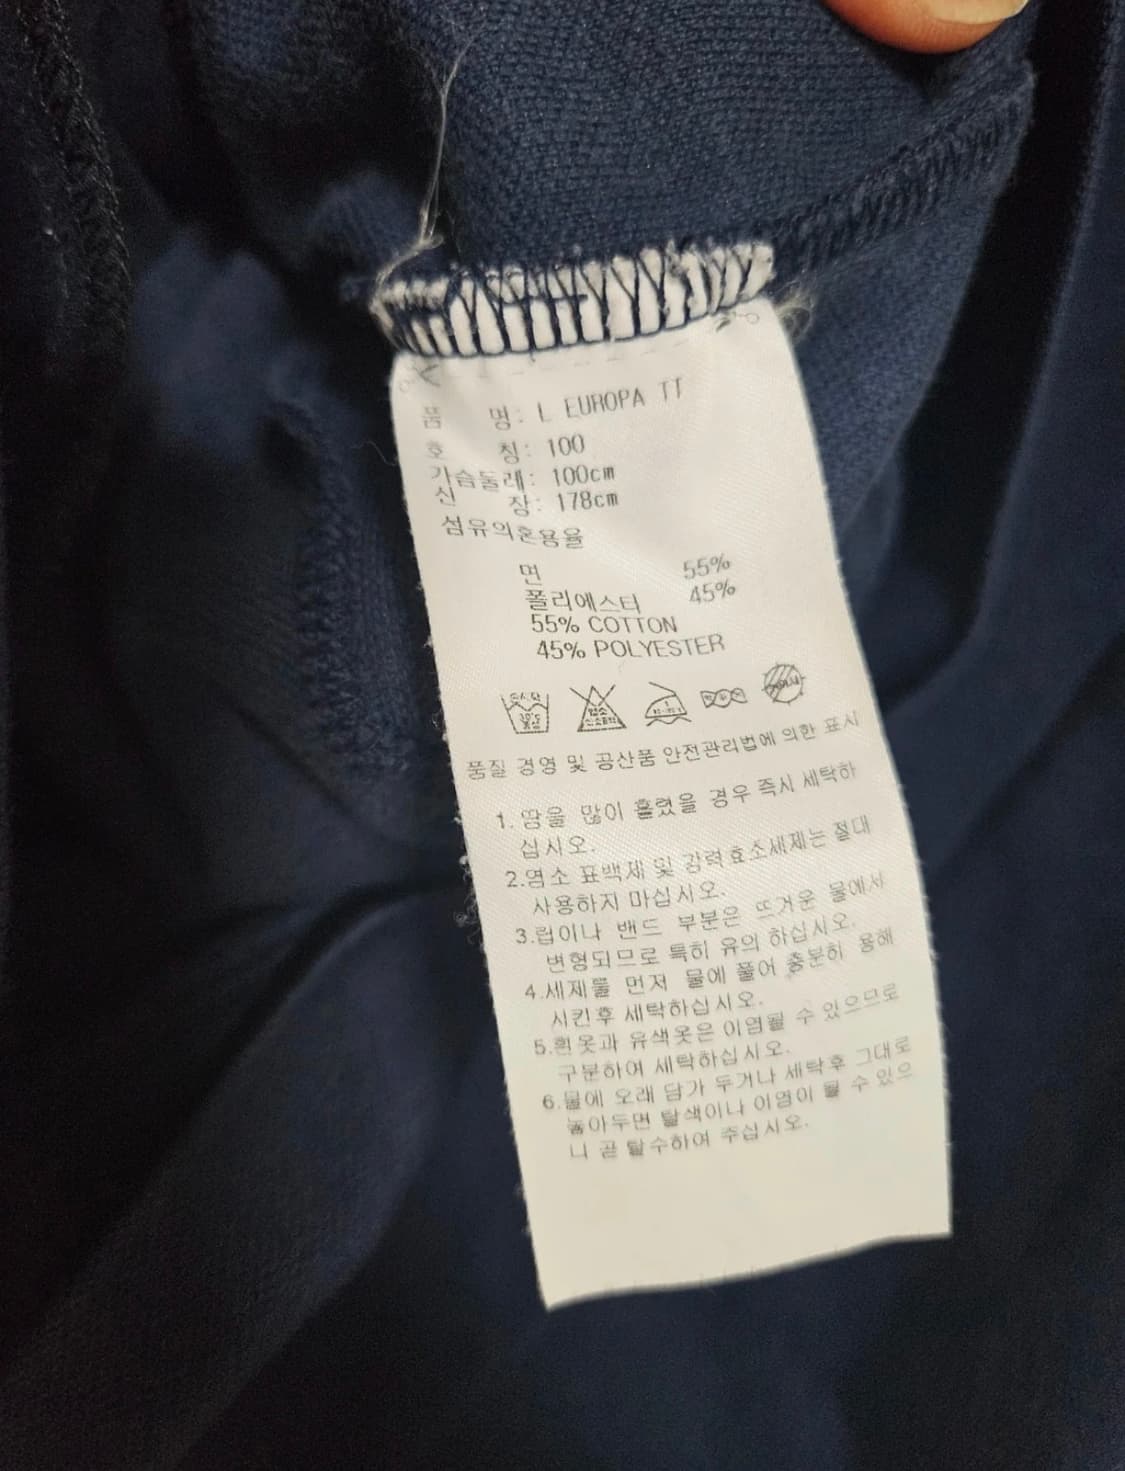 품 명: L EUROPA TT
호 칭: 100
가슴둘레: 100cm
신 장: 178cm
섬유의혼용율
면 55%
폴리에스터 45%
55% COTTON
45% POLYESTER
품질 경영 및 공산품 안전관리법에 의한 표시
1. 땀을 많이 흘렸을 경우 즉시 세탁하
십시오.
2.염소 표백제 및 강력효소세제는 절대
사용하지 마십시오.
3.립이나 밴드 부분은 뜨거운 물에서
변형되므로 특히 유의 하십시오.
4.세제를 먼저 물에 풀어 충분히 용해
시킨후 세탁하십시오.
5.흰옷과 유색옷은 이염될 수 있으므로
구분하여 세탁하십시오.
6.물에 오래 담가 두거나 세탁후 그대로
놓아두면 탈색이나 이염이 될 수 있으
니 곧 탈수하여 주십시오.